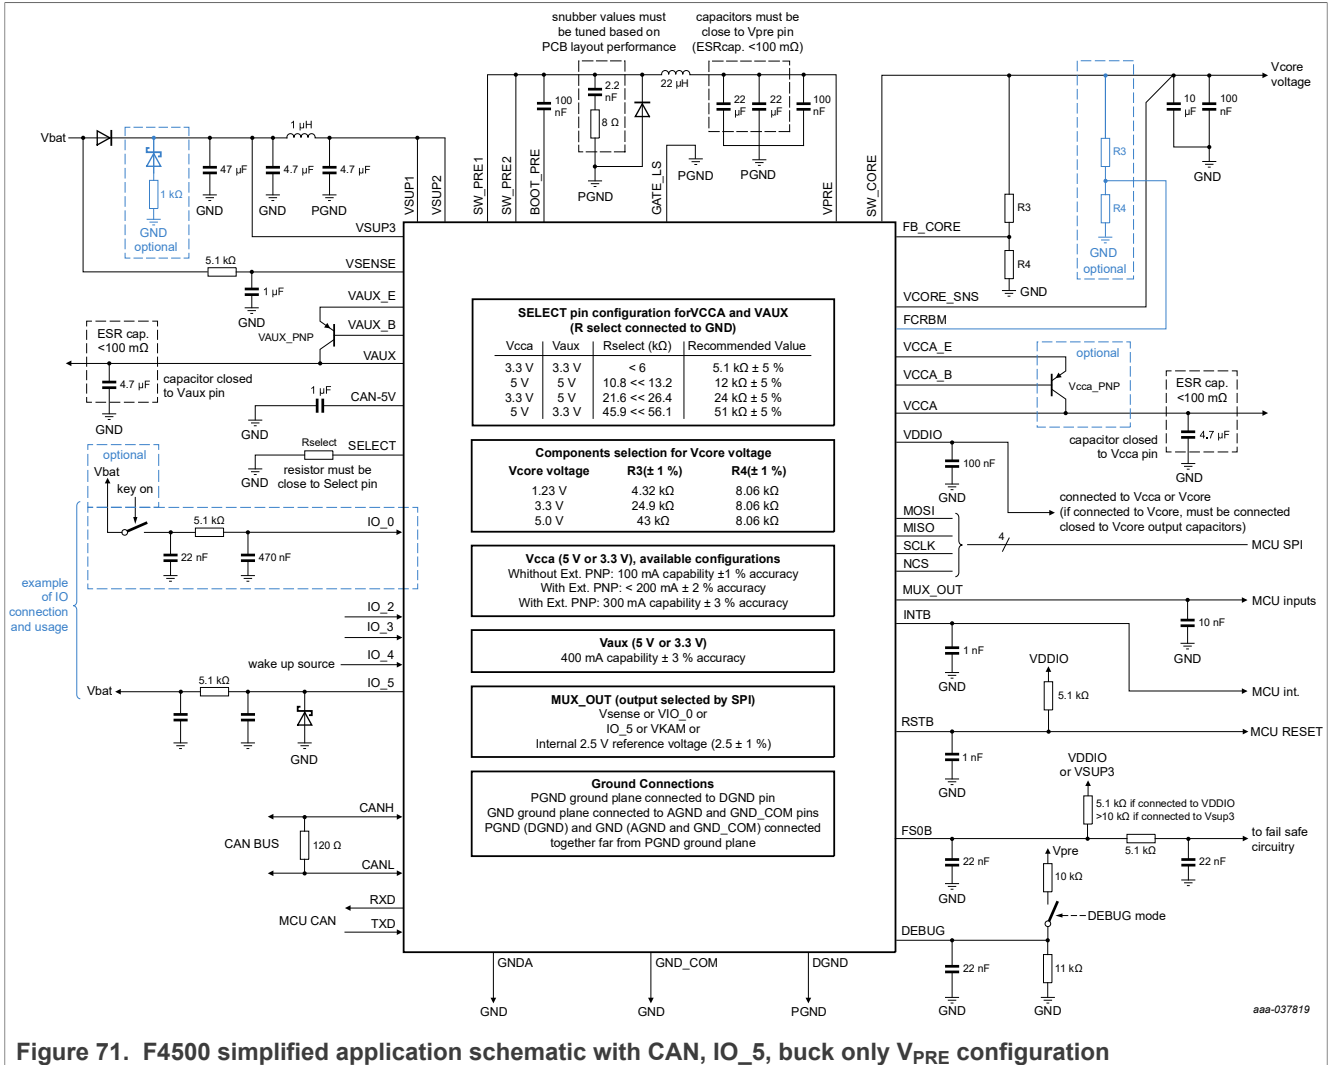 snubber values must
be tuned based on
PCB layout performance
capacitors must be
close to Vpre pin
(ESRcap. <100 mΩ)
2.2
nF
8 Ω
100
nF
22 µH
22
µF
22
µF
100
nF
PGND
PGND
PGND
Vcore
voltage
10
µF
100
nF
GND
R3
R4
GND
optional
R3
R4
GND
Vbat
1 µH
1 kΩ
GND
optional
47 µF
GND
4.7 µF
GND
4.7 µF
PGND
VSUP1
VSUP2
SW_PRE1
SW_PRE2
BOOT_PRE
GATE_LS
VPRE
SW_CORE
VSUP3
5.1 kΩ
VSENSE
1 µF
GND
VAUX_E
VAUX_B
VAUX_PNP
VAUX
ESR cap.
<100 mΩ
4.7 µF
GND
capacitor closed
to Vaux pin
1 µF
CAN-5V
GND
Rselect
SELECT
GND
resistor must be
close to Select pin
optional
Vbat
key on
5.1 kΩ
IO_0
22 nF
470 nF
example
of IO
connection
and usage
IO_2
IO_3
IO_4
wake up source
IO_5
Vbat
5.1 kΩ
GND
CANH
CAN BUS
120 Ω
CANL
RXD
MCU CAN
TXD
SELECT pin configuration forVCCA and VAUX
(R select connected to GND)
Vcca Vaux Rselect (kΩ) Recommended Value
3.3 V 3.3 V < 6 5.1 kΩ ± 5 %
5 V 5 V 10.8 << 13.2 12 kΩ ± 5 %
3.3 V 5 V 21.6 << 26.4 24 kΩ ± 5 %
5 V 3.3 V 45.9 << 56.1 51 kΩ ± 5 %
Components selection for Vcore voltage
Vcore voltage R3(± 1 %) R4(± 1 %)
1.23 V 4.32 kΩ 8.06 kΩ
3.3 V 24.9 kΩ 8.06 kΩ
5.0 V 43 kΩ 8.06 kΩ
Vcca (5 V or 3.3 V), available configurations
Whithout Ext. PNP: 100 mA capability ±1 % accuracy
With Ext. PNP: < 200 mA ± 2 % accuracy
With Ext. PNP: 300 mA capability ± 3 % accuracy
Vaux (5 V or 3.3 V)
400 mA capability ± 3 % accuracy
MUX_OUT (output selected by SPI)
Vsense or VIO_0 or
IO_5 or VKAM or
Internal 2.5 V reference voltage (2.5 ± 1 %)
Ground Connections
PGND ground plane connected to DGND pin
GND ground plane connected to AGND and GND_COM pins
PGND (DGND) and GND (AGND and GND_COM) connected
together far from PGND ground plane
FB_CORE
VCORE_SNS
FCRBM
VCCA_E
VCCA_B
VCCA
optional
Vcca_PNP
ESR cap.
<100 mΩ
4.7 µF
GND
capacitor closed
to Vcca pin
VDDIO
100 nF
GND
connected to Vcca or Vcore
(if connected to Vcore, must be connected
closed to Vcore output capacitors)
MOSI
MISO
SCLK
NCS
4
MCU SPI
MUX_OUT
MCU inputs
10 nF
GND
INTB
1 nF
GND
MCU int.
VDDIO
5.1 kΩ
RSTB
MCU RESET
1 nF
GND
VDDIO
or VSUP3
5.1 kΩ if connected to VDDIO
>10 kΩ if connected to Vsup3
FS0B
5.1 kΩ
to fail safe
circuitry
22 nF
GND
22 nF
Vpre
10 kΩ
DEBUG mode
DEBUG
22 nF
GND
11 kΩ
GND
GNDA
GND_COM
DGND
GND
GND
PGND
aaa-037819
Figure 71. F4500 simplified application schematic with CAN, IO_5, buck only VPRE configuration